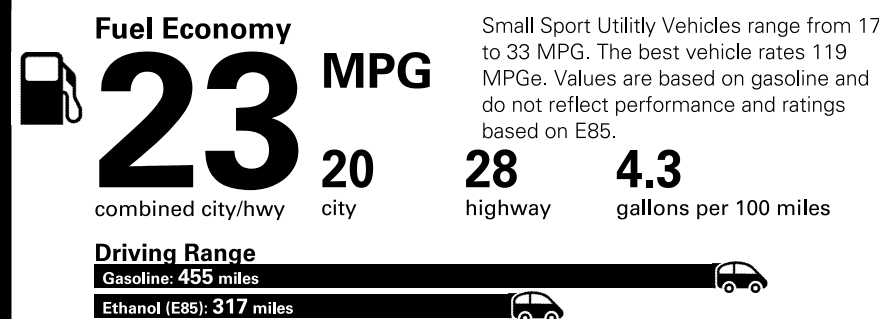 Fuel Economy
23 MPG
combined city/hwy
20
city
28
highway
4.3
gallons per 100 miles
Small Sport Utilitly Vehicles range from 17
to 33 MPG. The best vehicle rates 119
MPGe. Values are based on gasoline and
do not reflect performance and ratings
based on E85.
Driving Range
Gasoline: 455 miles
Ethanol (E85): 317 miles